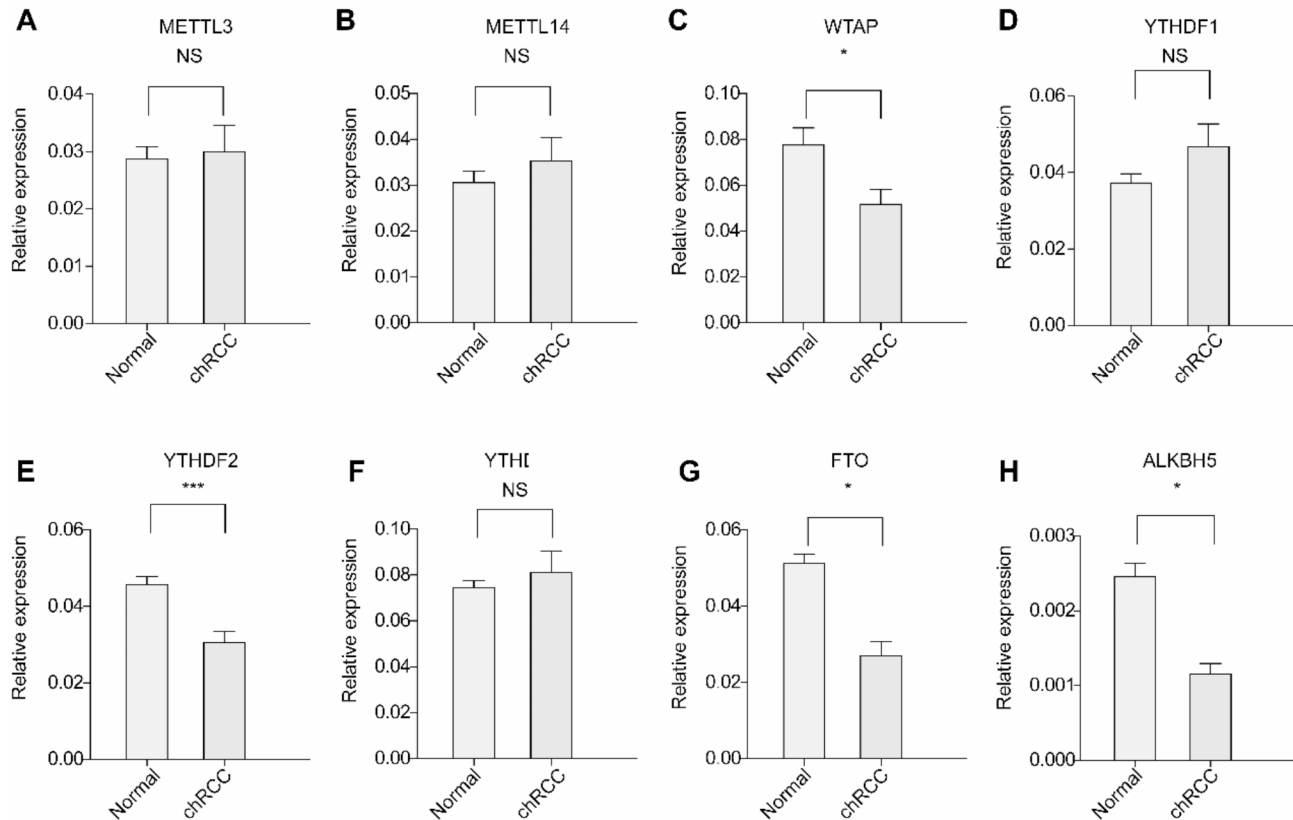 A
METTL3
NS
Relative expression
0.04
0.03
0.02
0.01
0.00
Normal
chRCC
B
METTL14
NS
Relative expression
0.05
0.04
0.03
0.02
0.01
0.00
Normal
chRCC
C
WTAP
*
Relative expression
0.10
0.08
0.06
0.04
0.02
0.00
Normal
chRCC
D
YTHDF1
NS
Relative expression
0.06
0.04
0.04
0.00
Normal
chRCC
E
YTHDF2
***
Relative expression
0.06
0.04
0.04
0.00
Normal
chRCC
F
YTHI
NS
Relative expression
0.10
0.08
0.06
0.04
0.02
0.00
Normal
chRCC
G
FTO
*
Relative expression
0.06
0.04
0.02
0.00
Normal
chRCC
H
ALKBH5
*
Relative expression
0.003
0.002
0.001
0.000
Normal
chRCC